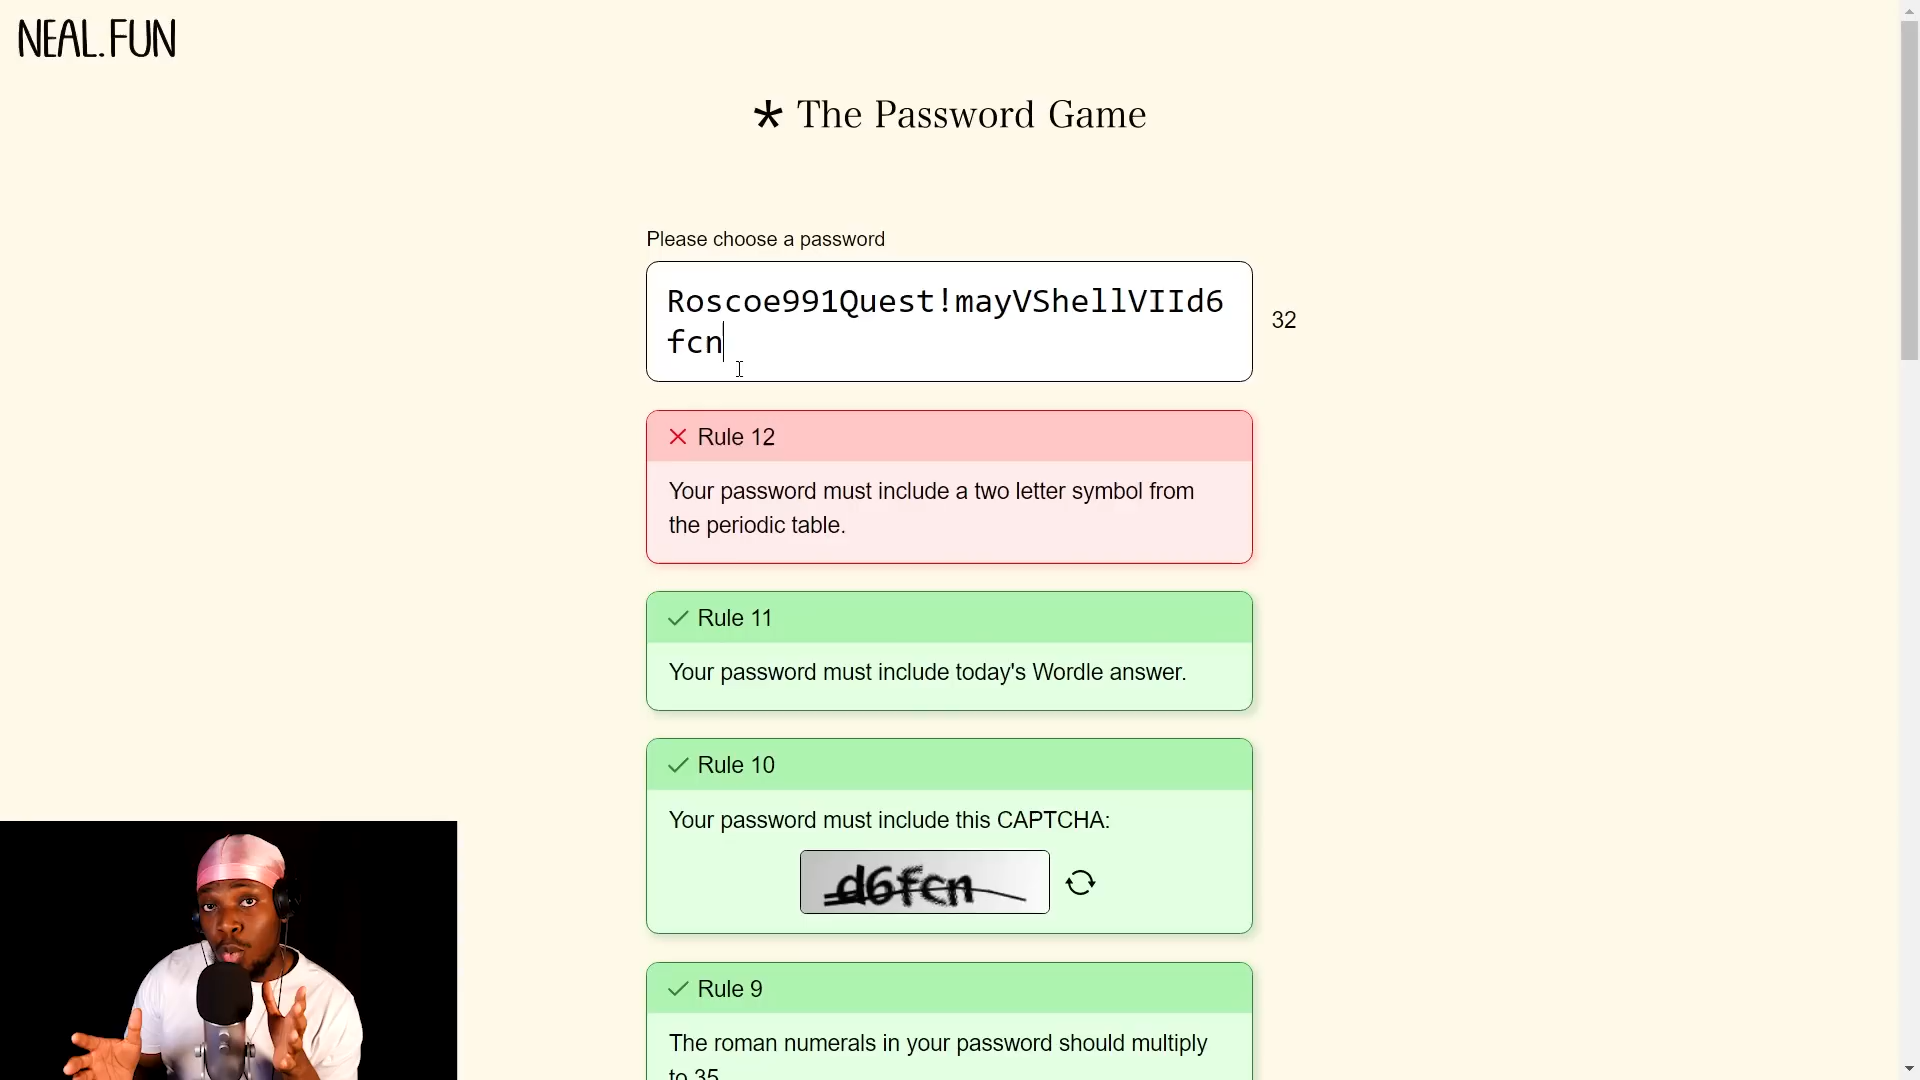 NEAL.FUN
* The Password Game
Please choose a password
Roscoe991Quest!mayVShellVIId6
fcn
32
Rule 12
Your password must include a two letter symbol from
the periodic table.
Rule 11
Your password must include today's Wordle answer.
Rule 10
Your password must include this CAPTCHA:
d6fcn
Rule 9
The roman numerals in your password should multiply
to 35.